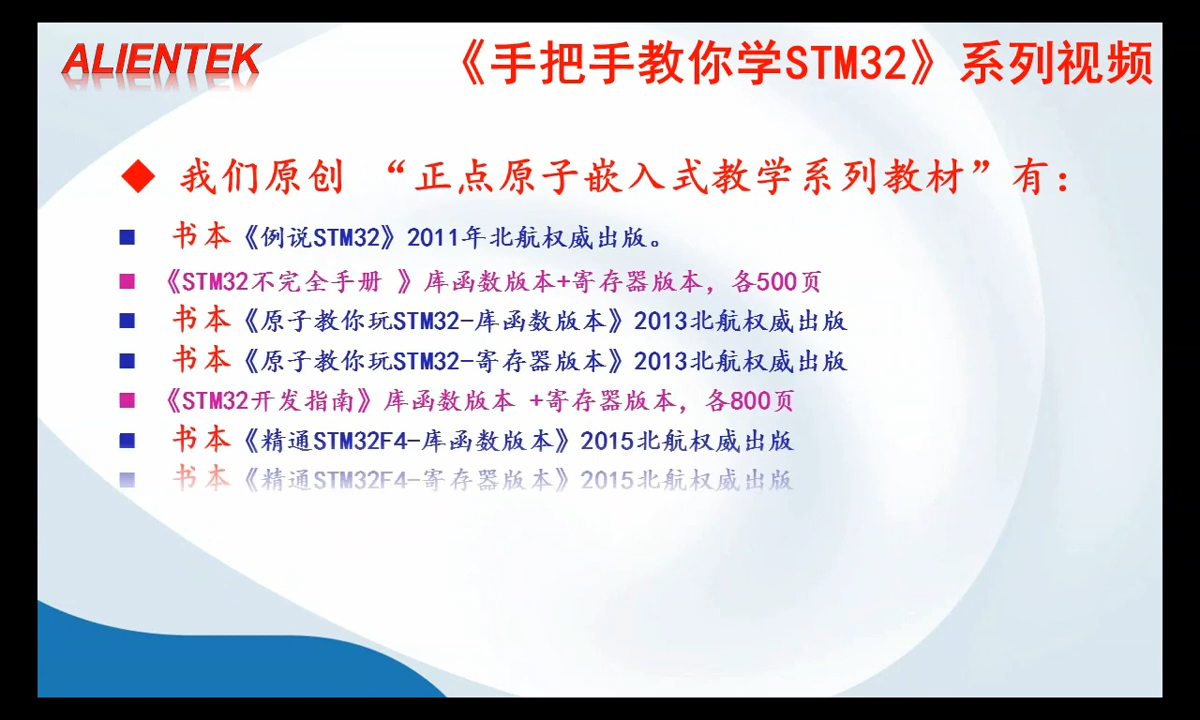 ALIENTEK
《手把手教你学STM32》系列视频
我们原创 “正点原子嵌入式教学系列教材”有：
书本《例说STM32》2011年北航权威出版。
《STM32不完全手册 》库函数版本+寄存器版本，各500页
书本《原子教你玩STM32-库函数版本》2013北航权威出版
书本《原子教你玩STM32-寄存器版本》2013北航权威出版
《STM32开发指南》库函数版本 +寄存器版本，各800页
书本《精通STM32F4-库函数版本》2015北航权威出版
书本《精通STM32F4-寄存器版本》2015北航权威出版